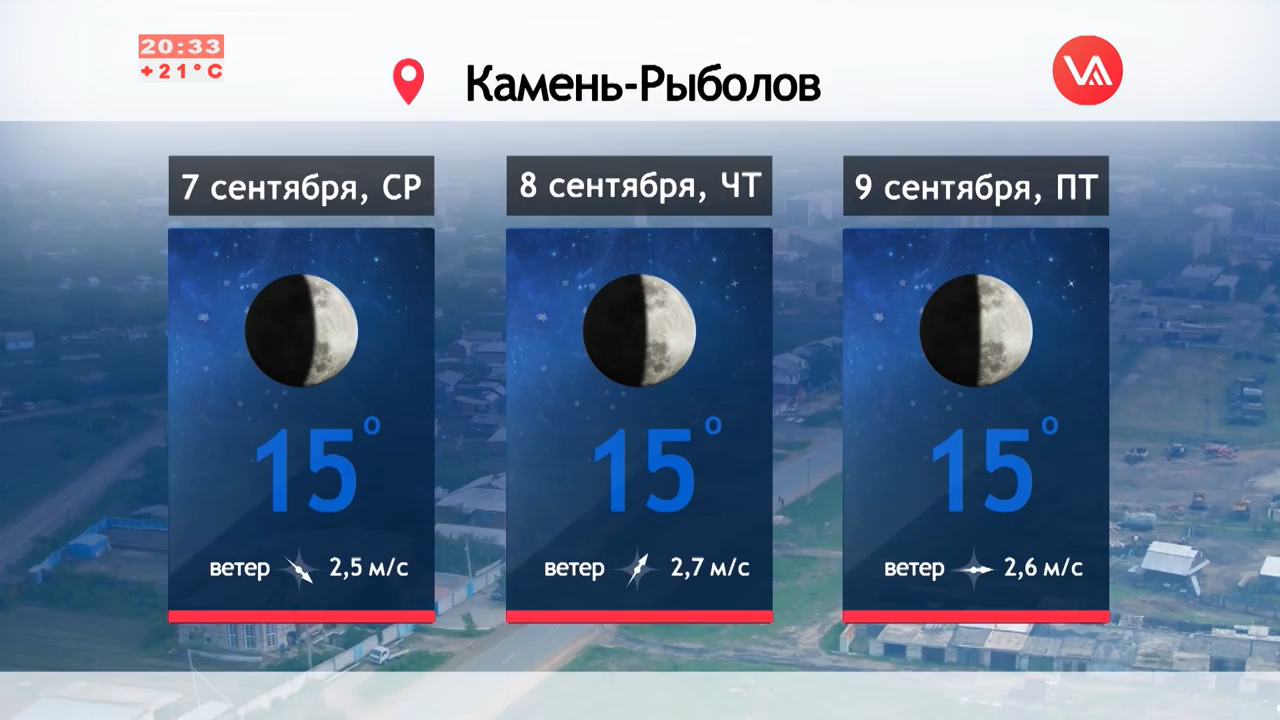 20:33
+21°C
Камень-Рыболов
VA
7 сентября, СР
8 сентября, ЧТ
9 сентября, ПТ
15°
15°
15°
ветер 2,5 м/с
ветер 2,7 м/с
ветер 2,6 м/с